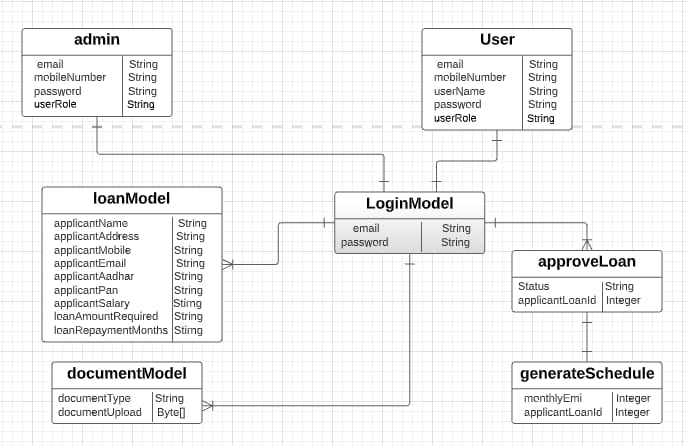 admin
email String
mobileNumber String
password String
userRole String
User
email String
mobileNumber String
userName String
password String
userRole String
loanModel
applicantName String
applicantAddress String
applicantMobile String
applicantEmail String
applicantAadhar String
applicantPan String
applicantSalary String
loanAmountRequired String
loanRepaymentMonths String
LoginModel
email String
password String
approveLoan
Status String
applicantLoanId Integer
documentModel
documentType String
documentUpload Byte[]
generateSchedule
monthlyEmi Integer
applicantLoanId Integer